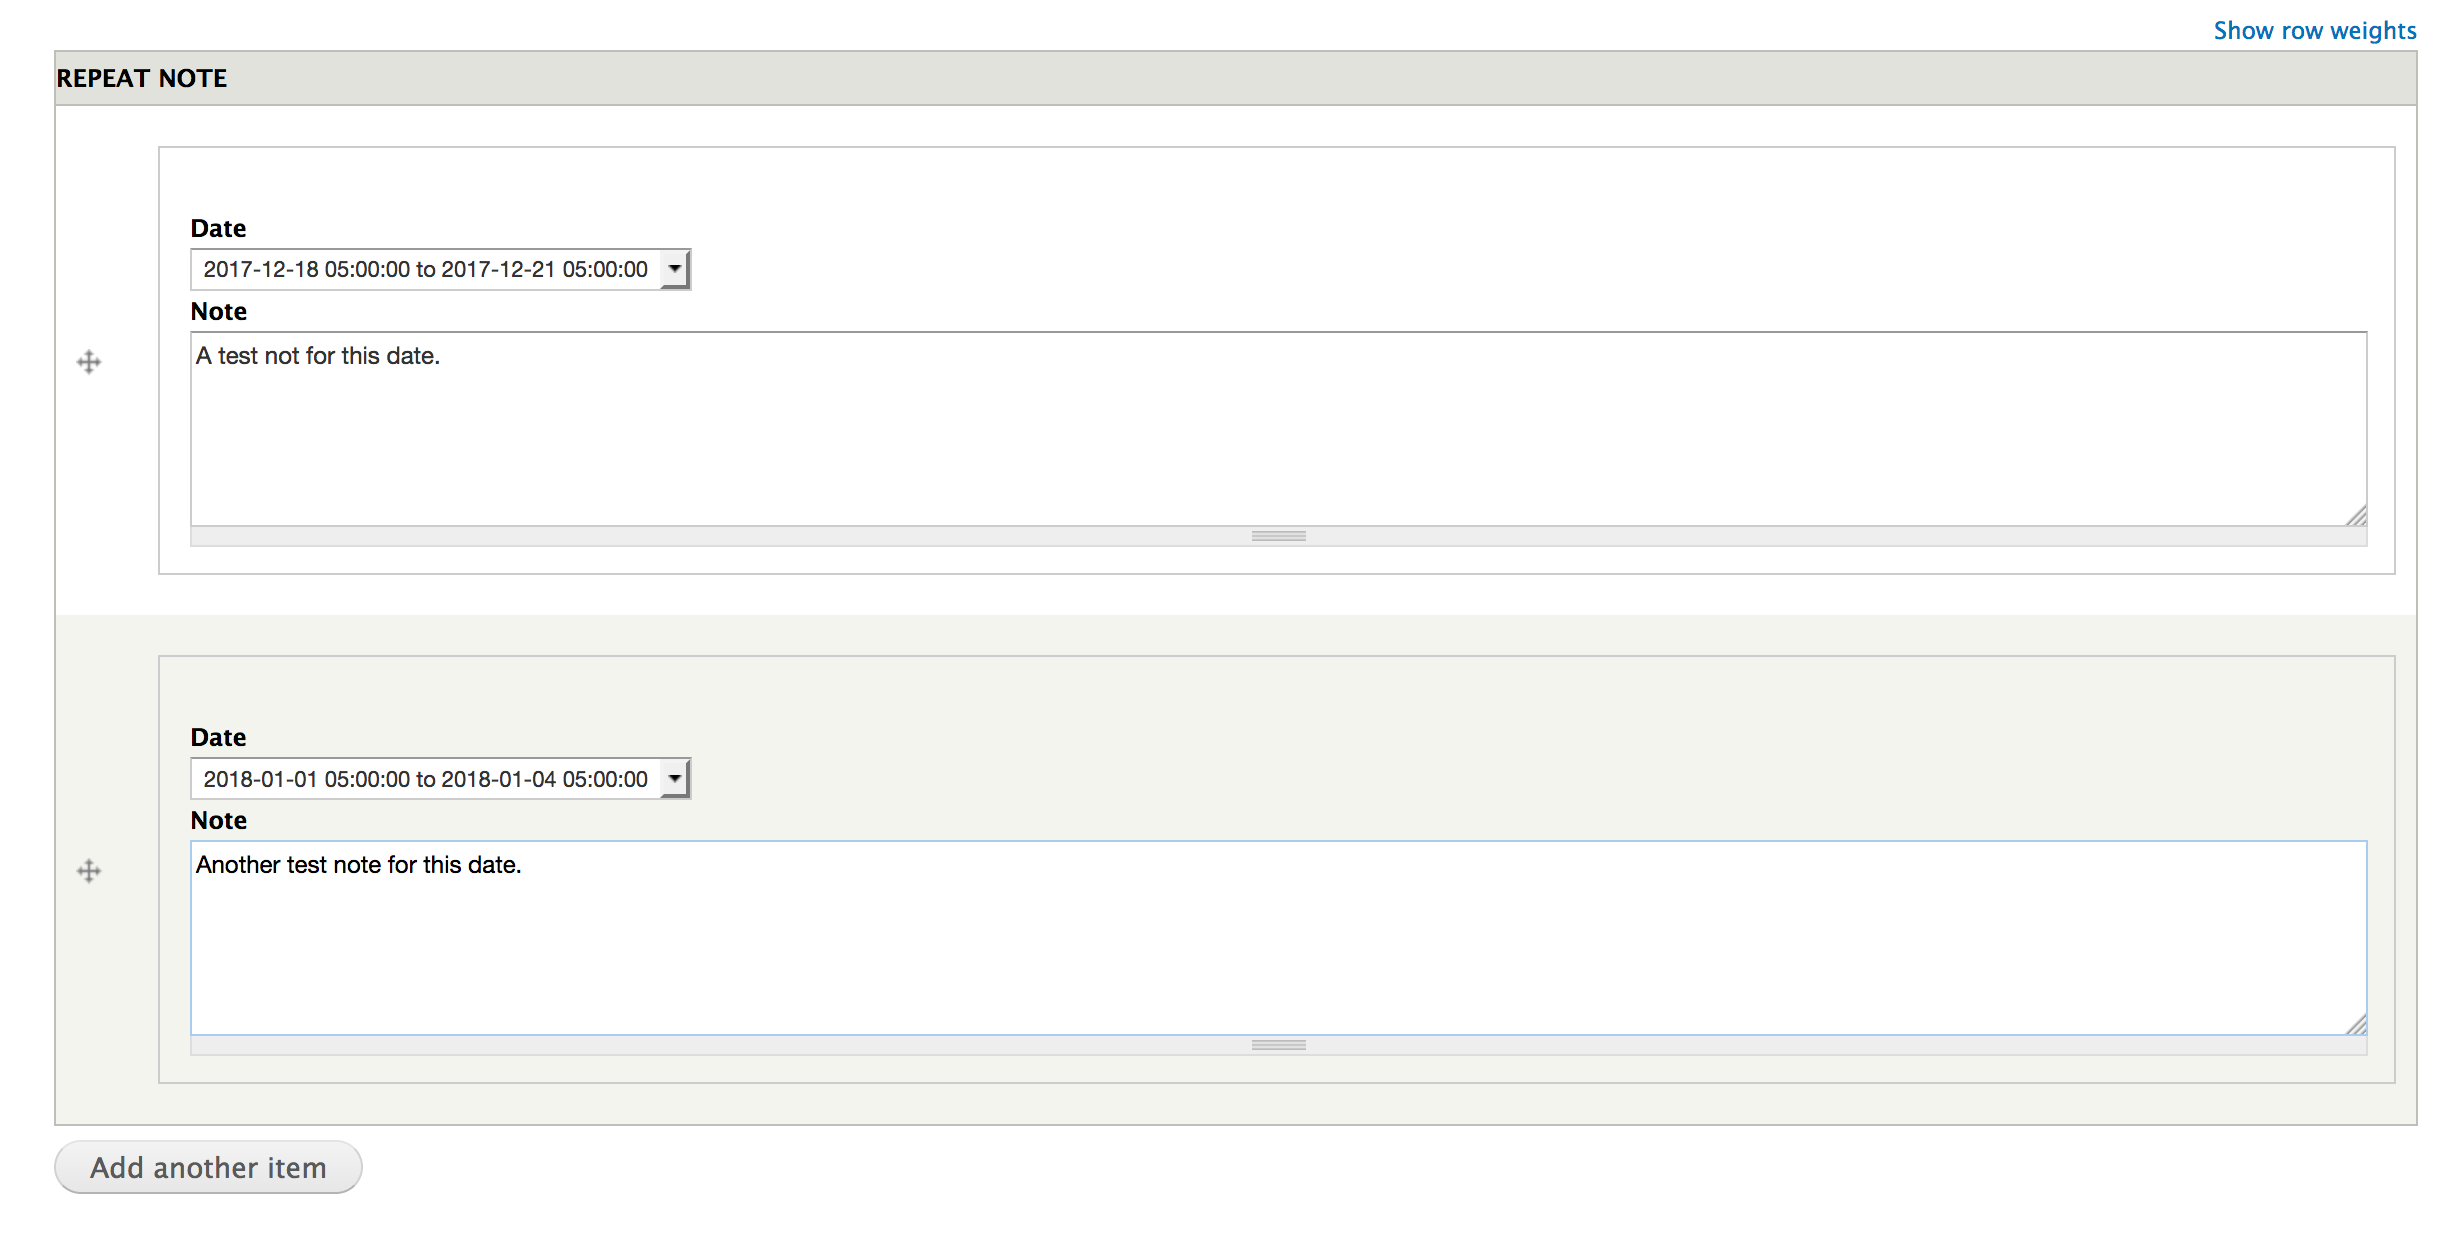 Show row weights
REPEAT NOTE
Date
2017-12-18 05:00:00 to 2017-12-21 05:00:00
Note
A test not for this date.
Date
2018-01-01 05:00:00 to 2018-01-04 05:00:00
Note
Another test note for this date.
Add another item